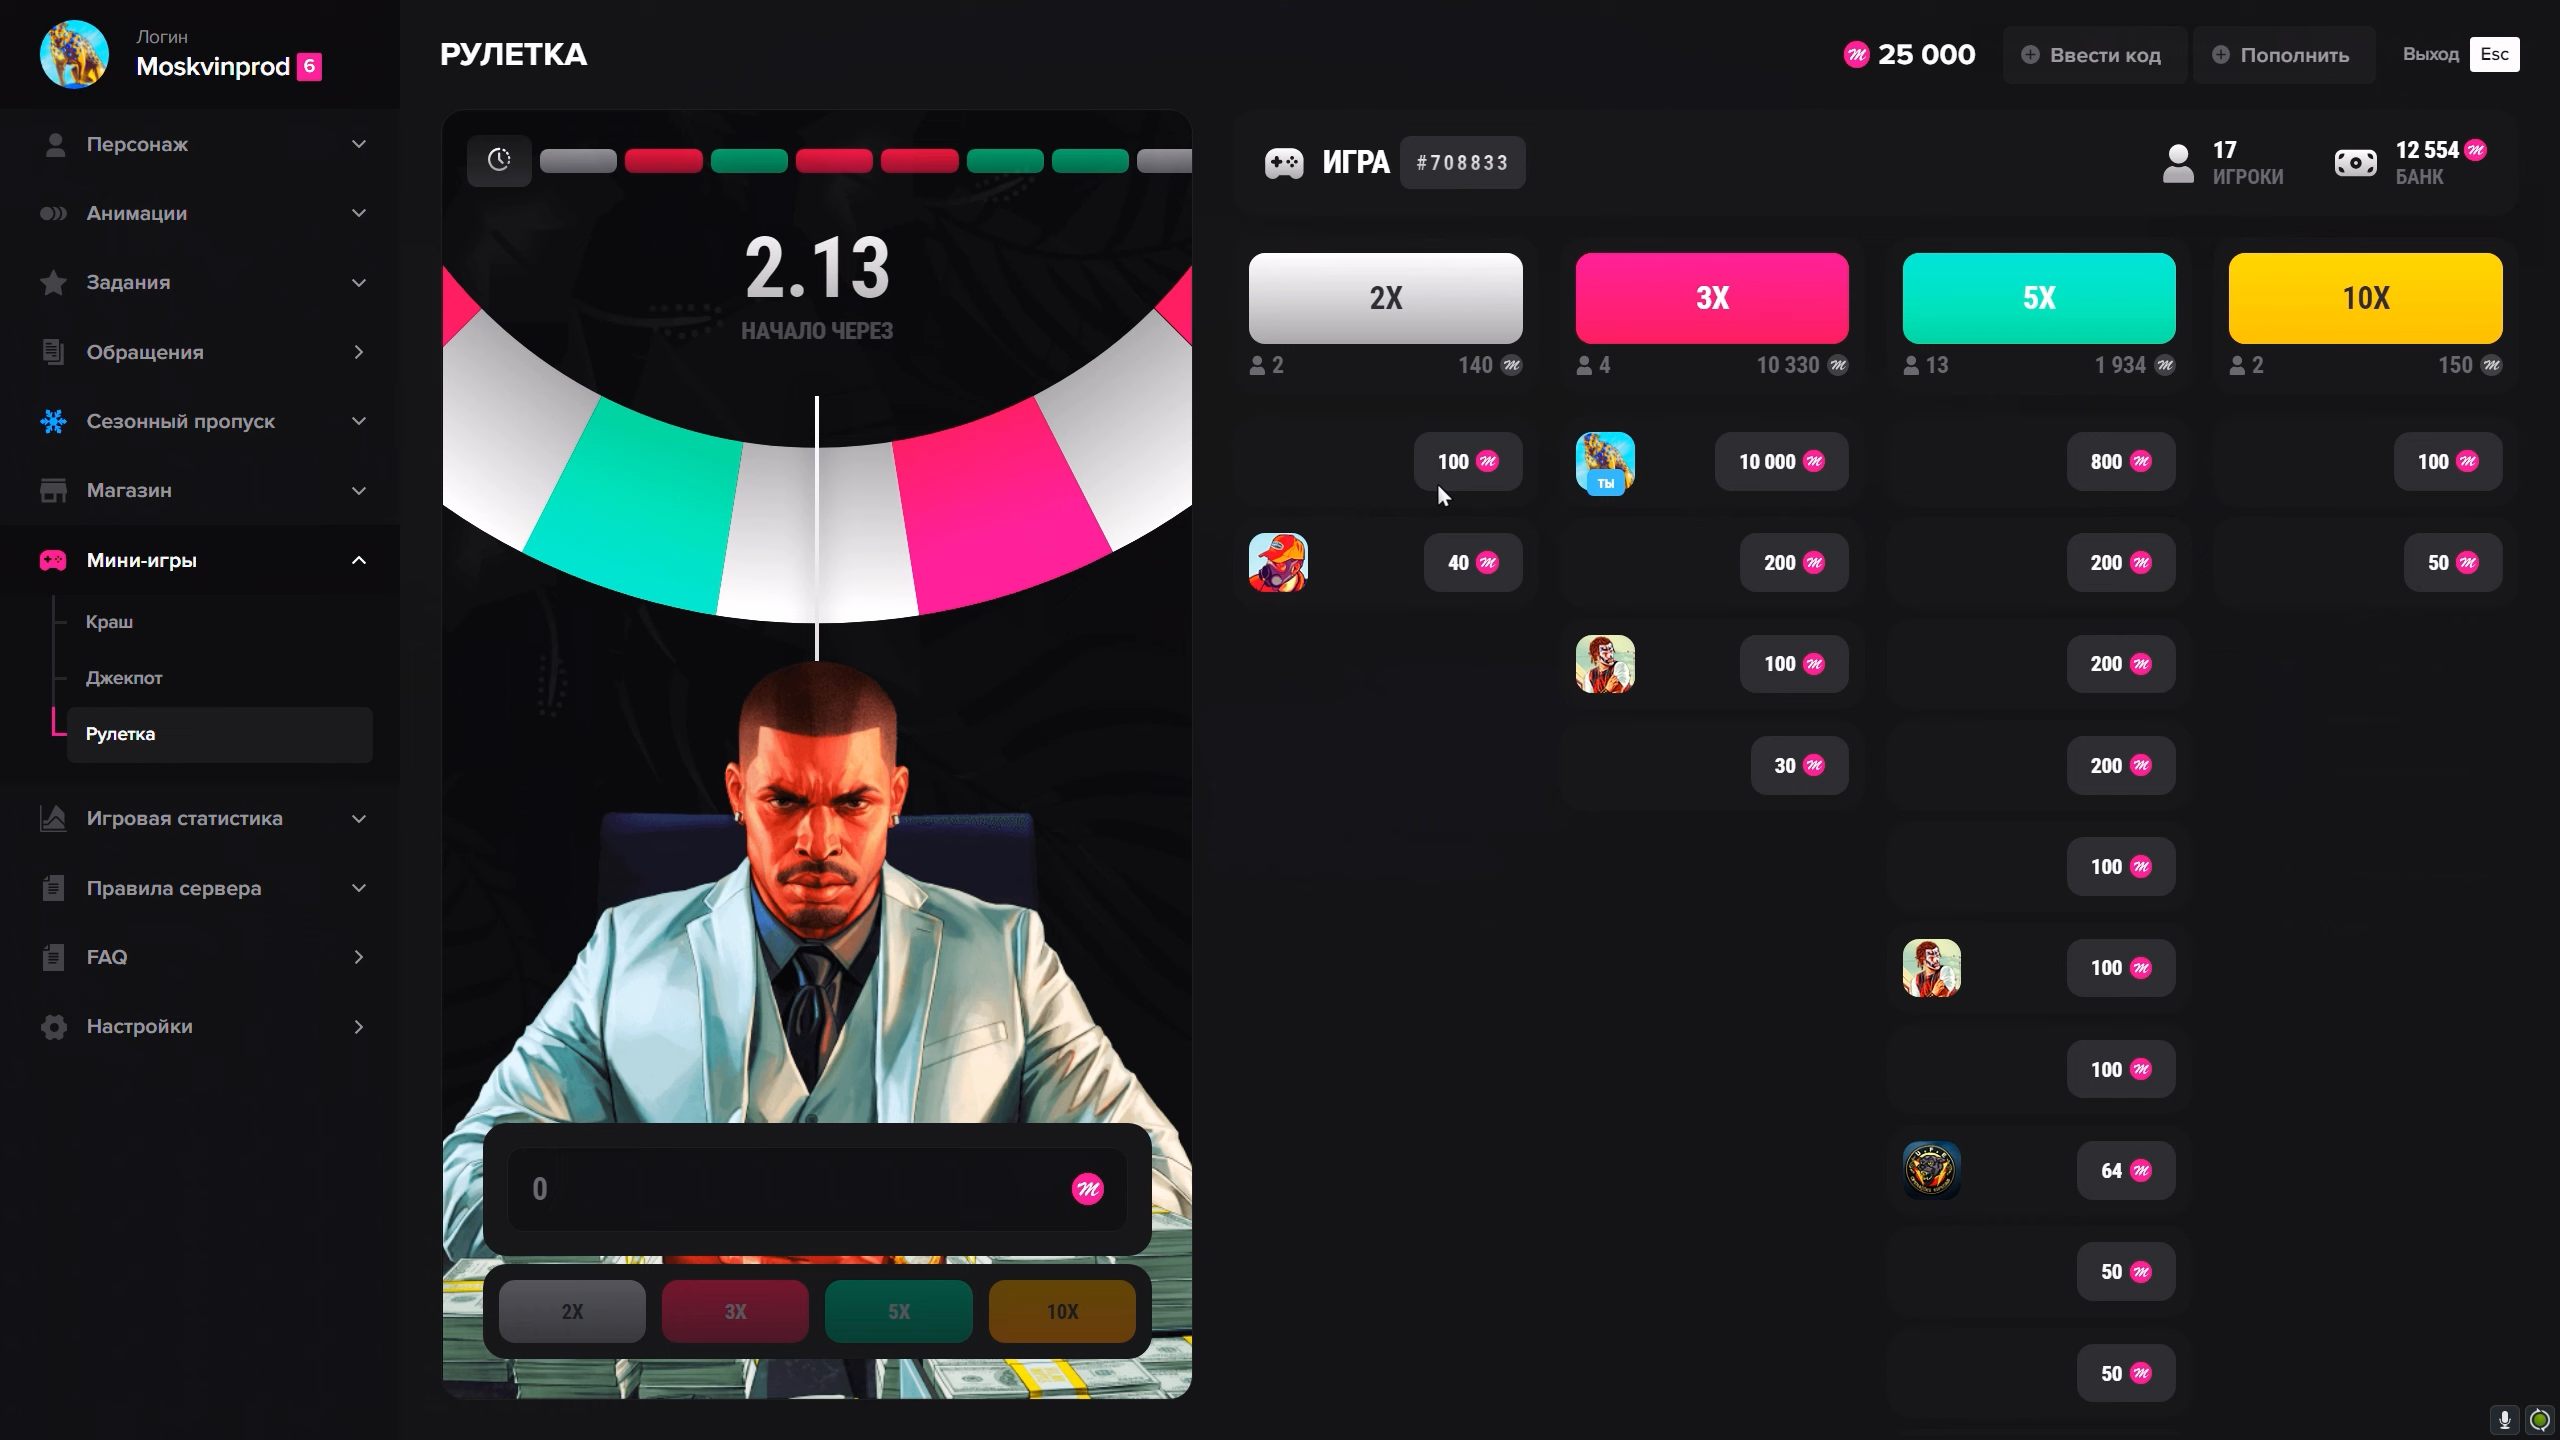 Логин
Moskvinprod 6
Персонаж
Анимации
Задания
Обращения
Сезонный пропуск
Магазин
Мини-игры
Краш
Джекпот
Рулетка
Игровая статистика
Правила сервера
FAQ
Настройки
РУЛЕТКА
25 000
Ввести код
Пополнить
Выход Esc
2.13
НАЧАЛО ЧЕРЕЗ
0
2X 3X 5X 10X
ИГРА #708833
17
ИГРОКИ
12 554
БАНК
2X
2 140
100
40
3X
4 10 330
ТЫ
10 000
200
100
30
5X
13 1 934
800
200
200
200
100
100
100
64
50
50
10X
2 150
100
50